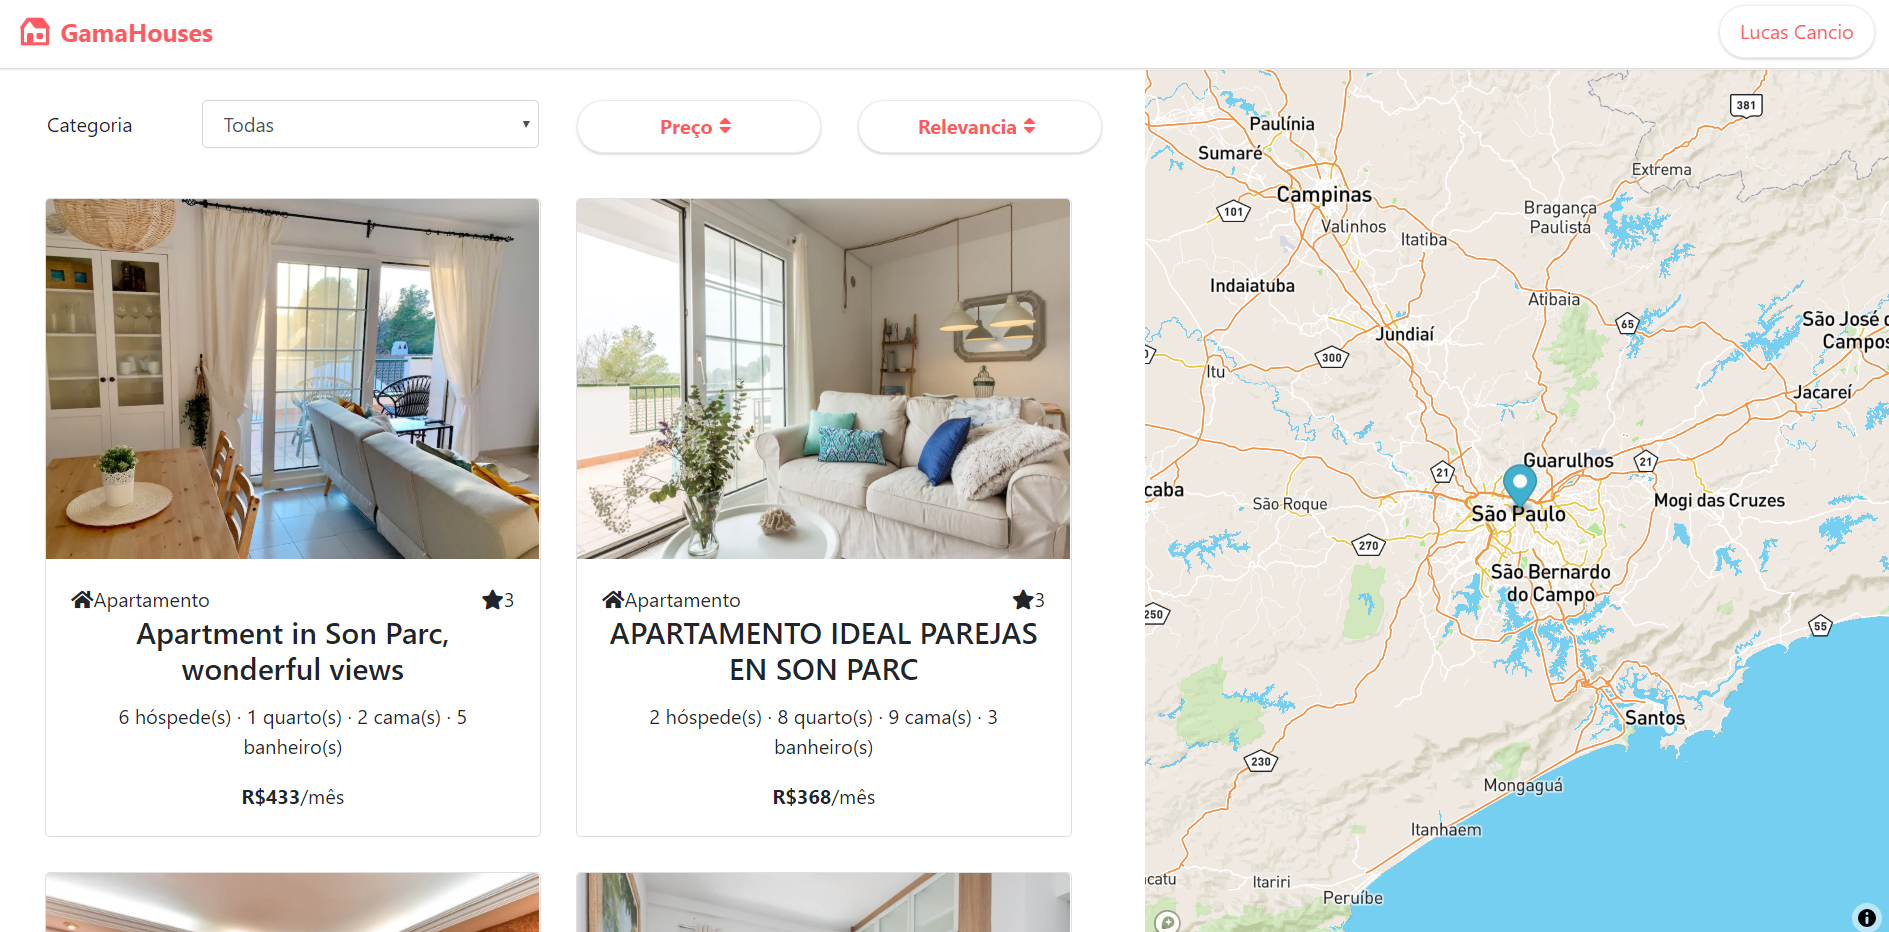 GamaHouses
Lucas Cancio
Categoria
Todas
Preço
Relevancia
Apartamento
3
Apartment in Son Parc,
wonderful views
6 hóspede(s) · 1 quarto(s) · 2 cama(s) · 5
banheiro(s)
R$433/mês
Apartamento
3
APARTAMENTO IDEAL PAREJAS
EN SON PARC
2 hóspede(s) · 8 quarto(s) · 9 cama(s) · 3
banheiro(s)
R$368/mês
381
Paulínia
Sumaré
Extrema
Campinas
101
Bragança
Paulista
Valinhos
Itatiba
Indaiatuba
Atibaia
São José d
Campos
65
Jundiaí
300
Itu
Jacareí
Guarulhos
21
21
caba
São Roque
Mogi das Cruzes
São Paulo
270
São Bernardo
do Campo
250
55
Santos
230
Mongaguá
Itanhaem
catu
Itariri
Peruíbe